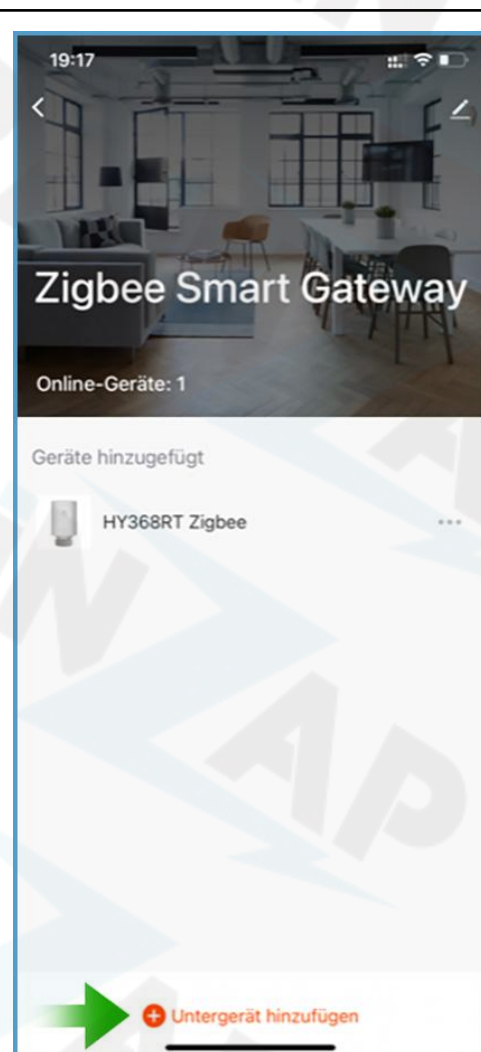 19:17
Zigbee Smart Gateway
Online-Geräte: 1
Geräte hinzugefügt
HY368RT Zigbee
Untergerät hinzufügen